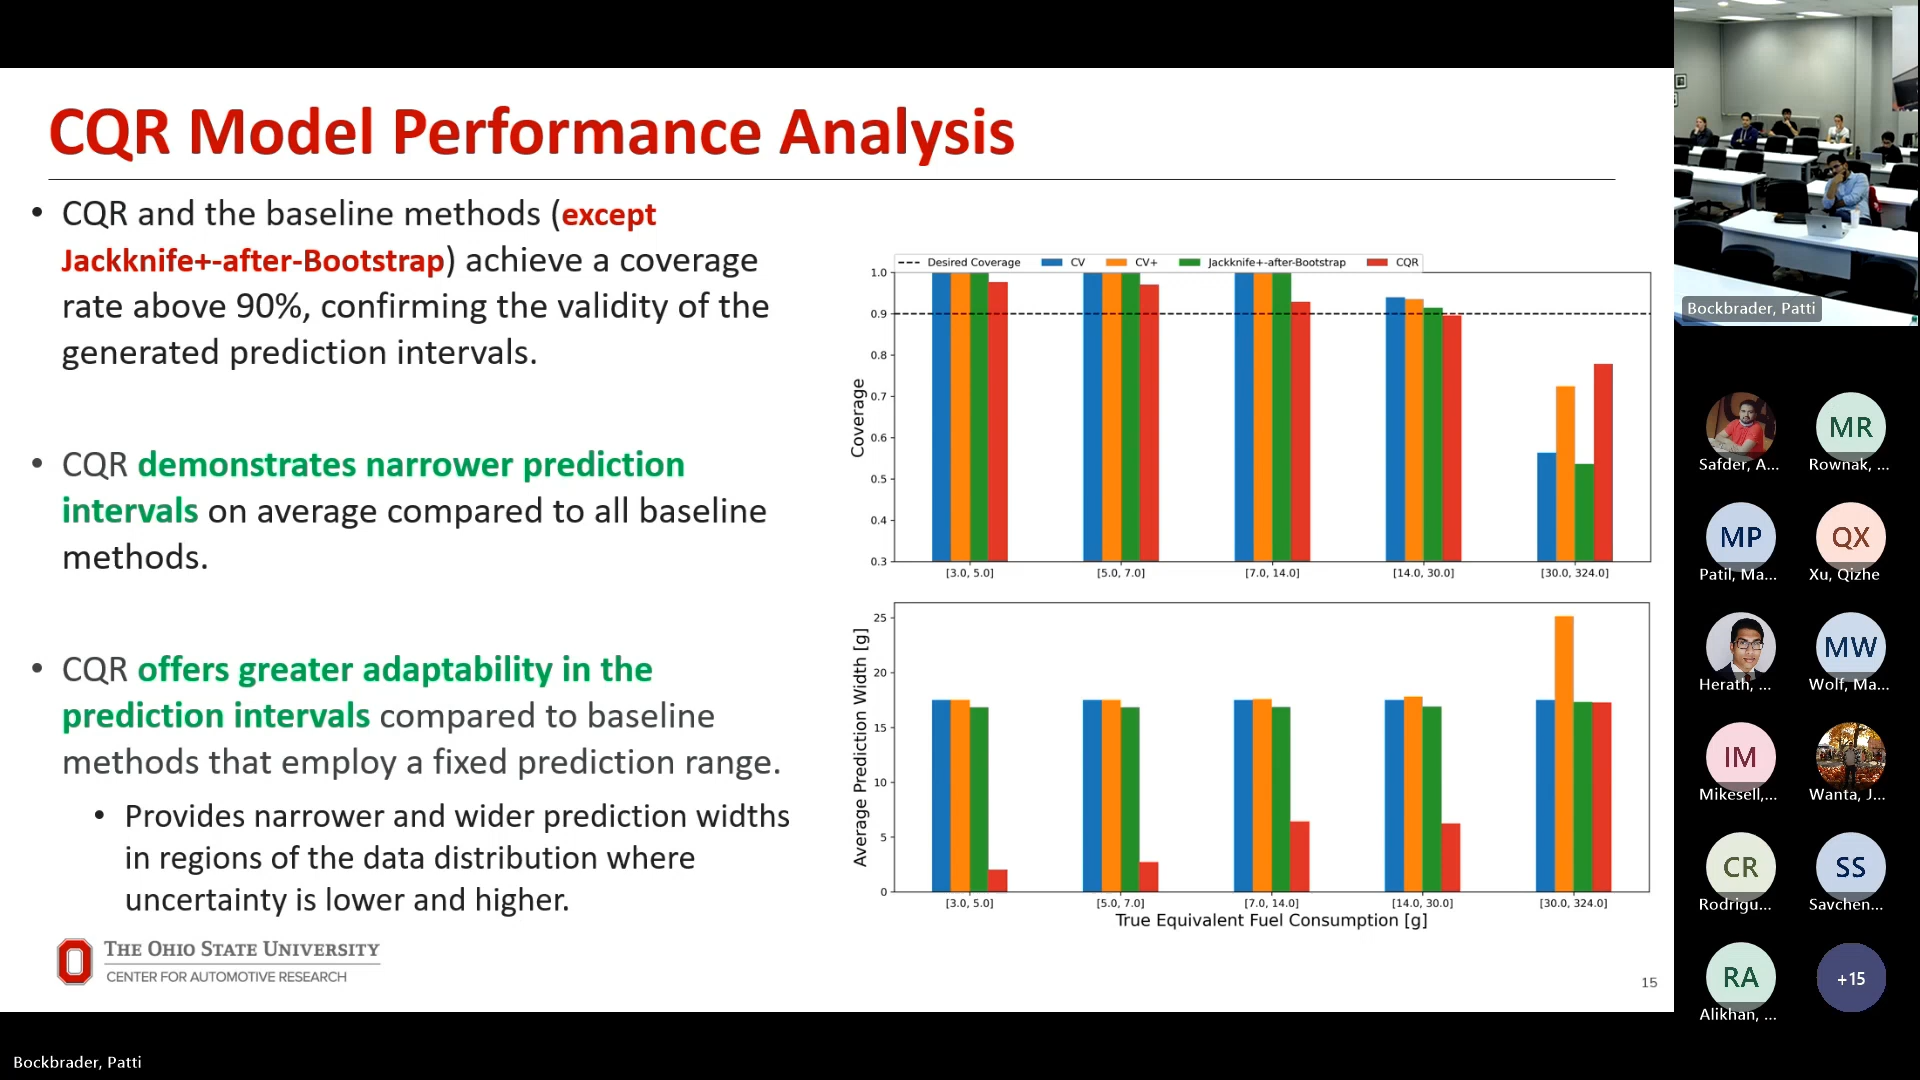 CQR Model Performance Analysis
• CQR and the baseline methods (except
Jackknife+-after-Bootstrap) achieve a coverage
rate above 90%, confirming the validity of the
generated prediction intervals.
• CQR demonstrates narrower prediction
intervals on average compared to all baseline
methods.
• CQR offers greater adaptability in the
prediction intervals compared to baseline
methods that employ a fixed prediction range.
• Provides narrower and wider prediction widths
in regions of the data distribution where
uncertainty is lower and higher.
THE OHIO STATE UNIVERSITY
CENTER FOR AUTOMOTIVE RESEARCH
Desired Coverage CV CV+ Jackknife+-after-Bootstrap CQR
Coverage
1.0
0.9
0.8
0.7
0.6
0.5
0.4
0.3
[3.0, 5.0] [5.0, 7.0] [7.0, 14.0] [14.0, 30.0] [30.0, 324.0]
Average Prediction Width [g]
25
20
15
10
5
0
[3.0, 5.0] [5.0, 7.0] [7.0, 14.0] [14.0, 30.0] [30.0, 324.0]
True Equivalent Fuel Consumption [g]
15
Bockbrader, Patti
MR
Safder, A... Rownak, ...
MP QX
Patil, Ma... Xu, Qizhe
MW
Herath, ... Wolf, Ma...
IM
Mikesell,... Wanta, J...
CR SS
Rodrigu... Savchen...
RA +15
Alikhan, ...
Bockbrader, Patti